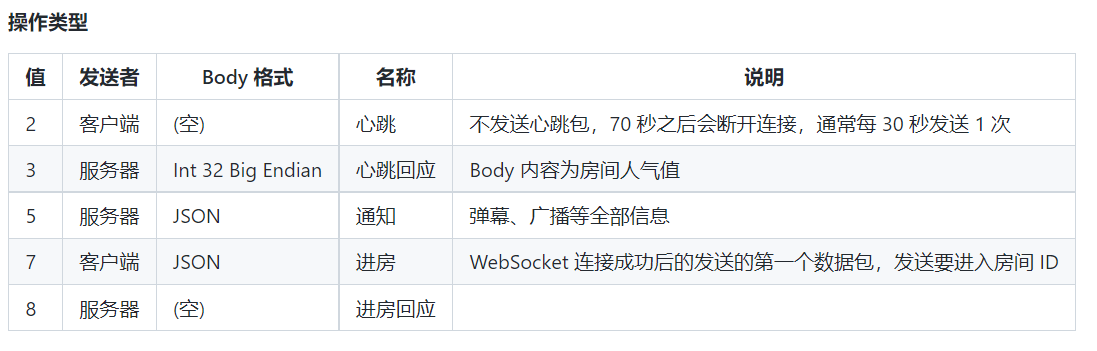 操作类型
值 发送者 Body 格式 名称 说明
2 客户端 (空) 心跳 不发送心跳包，70 秒之后会断开连接，通常每 30 秒发送 1 次
3 服务器 Int 32 Big Endian 心跳回应 Body 内容为房间人气值
5 服务器 JSON 通知 弹幕、广播等全部信息
7 客户端 JSON 进房 WebSocket 连接成功后的发送的第一个数据包，发送要进入房间 ID
8 服务器 (空) 进房回应